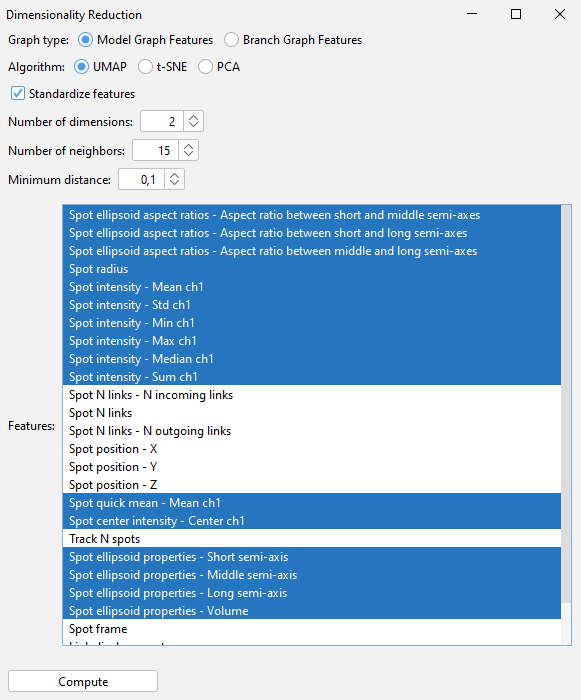 Dimensionality Reduction
Graph type: Model Graph Features Branch Graph Features
Algorithm: UMAP t-SNE PCA
Standardize features
Number of dimensions: 2
Number of neighbors: 15
Minimum distance: 0,1
Spot ellipsoid aspect ratios - Aspect ratio between short and middle semi-axes
Spot ellipsoid aspect ratios - Aspect ratio between short and long semi-axes
Spot ellipsoid aspect ratios - Aspect ratio between middle and long semi-axes
Spot radius
Spot intensity - Mean ch1
Spot intensity - Std ch1
Spot intensity - Min ch1
Spot intensity - Max ch1
Spot intensity - Median ch1
Spot intensity - Sum ch1
Spot N links - N incoming links
Spot N links
Features: Spot N links - N outgoing links
Spot position - X
Spot position - Y
Spot position - Z
Spot quick mean - Mean ch1
Spot center intensity - Center ch1
Track N spots
Spot ellipsoid properties - Short semi-axis
Spot ellipsoid properties - Middle semi-axis
Spot ellipsoid properties - Long semi-axis
Spot ellipsoid properties - Volume
Spot frame
Compute